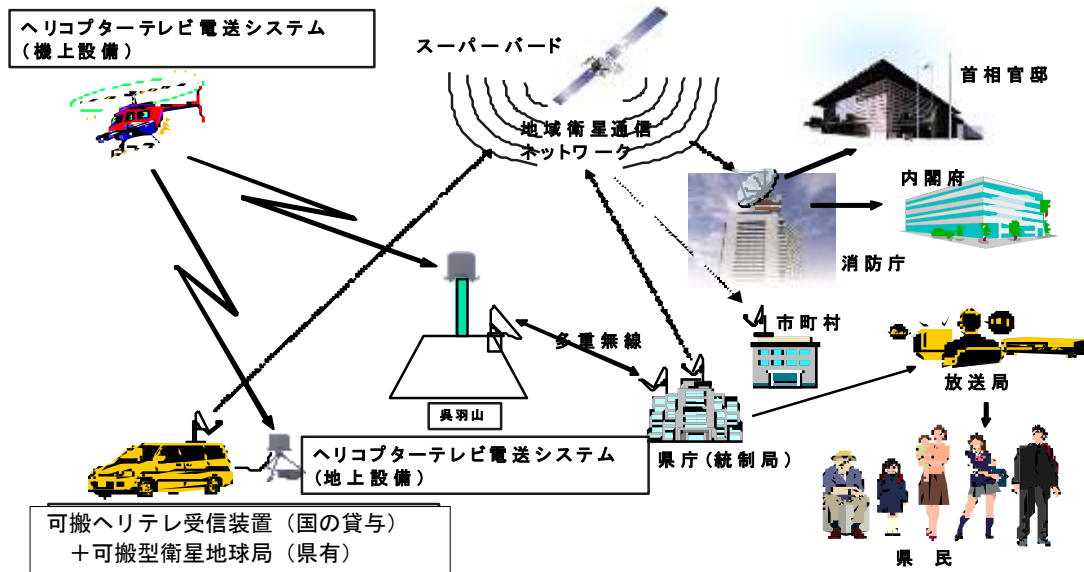 ヘリコプターテレビ電送システム
(機上設備)
スーパーバード
首相官邸
地域衛星通信
ネットワーク
内閣府
消防庁
市町村
多重無線
放送局
呉羽山
ヘリコプターテレビ電送システム
(地上設備)
県庁(統制局)
可搬ヘリテレ受信装置(国の貸与)
+可搬型衛星地球局(県有)
県民